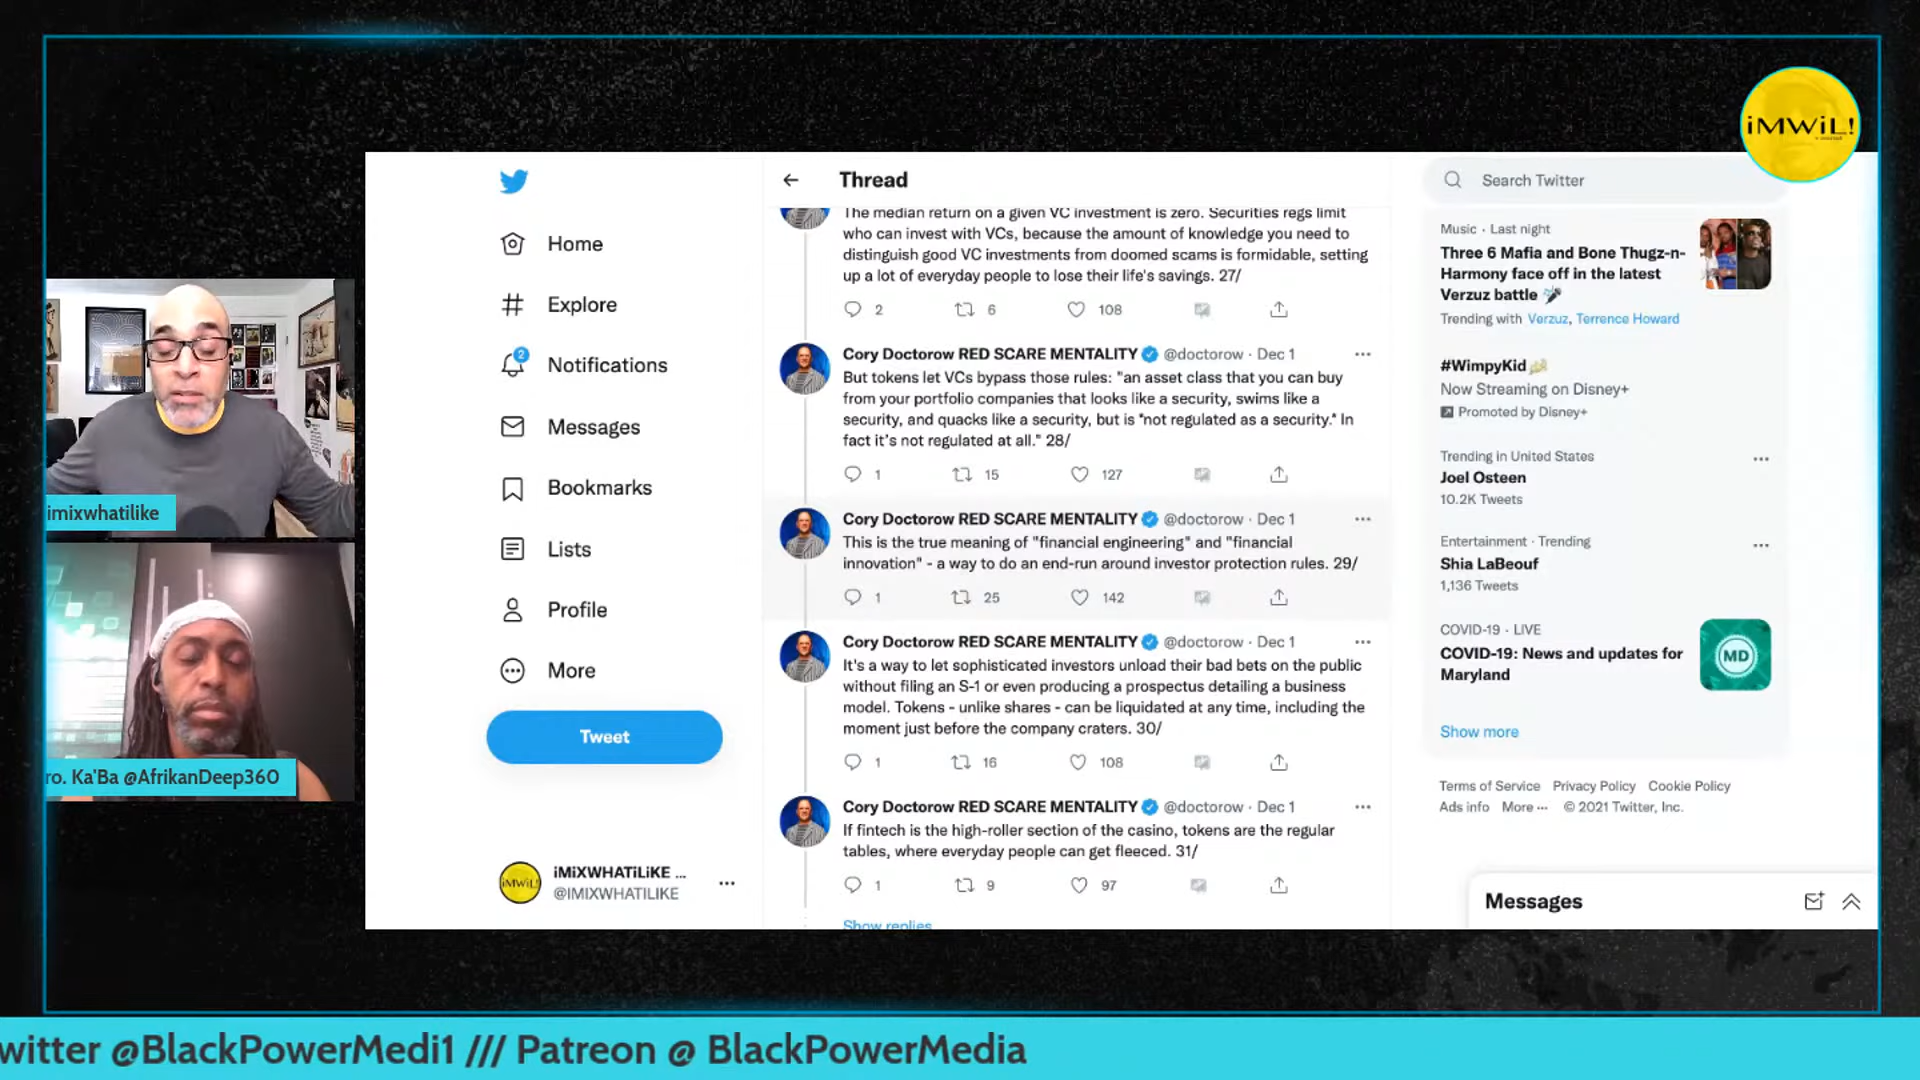 iMWiL!
Thread
Search Twitter
Home
Explore
2
Notifications
Messages
Bookmarks
Lists
Profile
More
Tweet
iMiXWHATiLiKE ...
@IMIXWHATILIKE
The median return on a given VC investment is zero. Securities regs limit
who can invest with VCs, because the amount of knowledge you need to
distinguish good VC investments from doomed scams is formidable, setting
up a lot of everyday people to lose their life's savings. 27/
2 6 108
Cory Doctorow RED SCARE MENTALITY @doctorow · Dec 1
But tokens let VCs bypass those rules: "an asset class that you can buy
from your portfolio companies that looks like a security, swims like a
security, and quacks like a security, but is *not regulated as a security.* In
fact it's not regulated at all." 28/
1 15 127
Cory Doctorow RED SCARE MENTALITY @doctorow · Dec 1
This is the true meaning of "financial engineering" and "financial
innovation" - a way to do an end-run around investor protection rules. 29/
1 25 142
Cory Doctorow RED SCARE MENTALITY @doctorow · Dec 1
It's a way to let sophisticated investors unload their bad bets on the public
without filing an S-1 or even producing a prospectus detailing a business
model. Tokens - unlike shares - can be liquidated at any time, including the
moment just before the company craters. 30/
1 16 108
Cory Doctorow RED SCARE MENTALITY @doctorow · Dec 1
If fintech is the high-roller section of the casino, tokens are the regular
tables, where everyday people can get fleeced. 31/
1 9 97
Show replies
Music · Last night
Three 6 Mafia and Bone Thugz-n-
Harmony face off in the latest
Verzuz battle
Trending with Verzuz, Terrence Howard
#WimpyKid
Now Streaming on Disney+
Promoted by Disney+
Trending in United States
Joel Osteen
10.2K Tweets
Entertainment · Trending
Shia LaBeouf
1,136 Tweets
COVID-19 · LIVE
COVID-19: News and updates for
Maryland
MD
Show more
Terms of Service Privacy Policy Cookie Policy
Ads info More ··· © 2021 Twitter, Inc.
Messages
imixwhatilike
ro. Ka'Ba @AfrikanDeep360
witter @BlackPowerMedi1 /// Patreon @ BlackPowerMedia